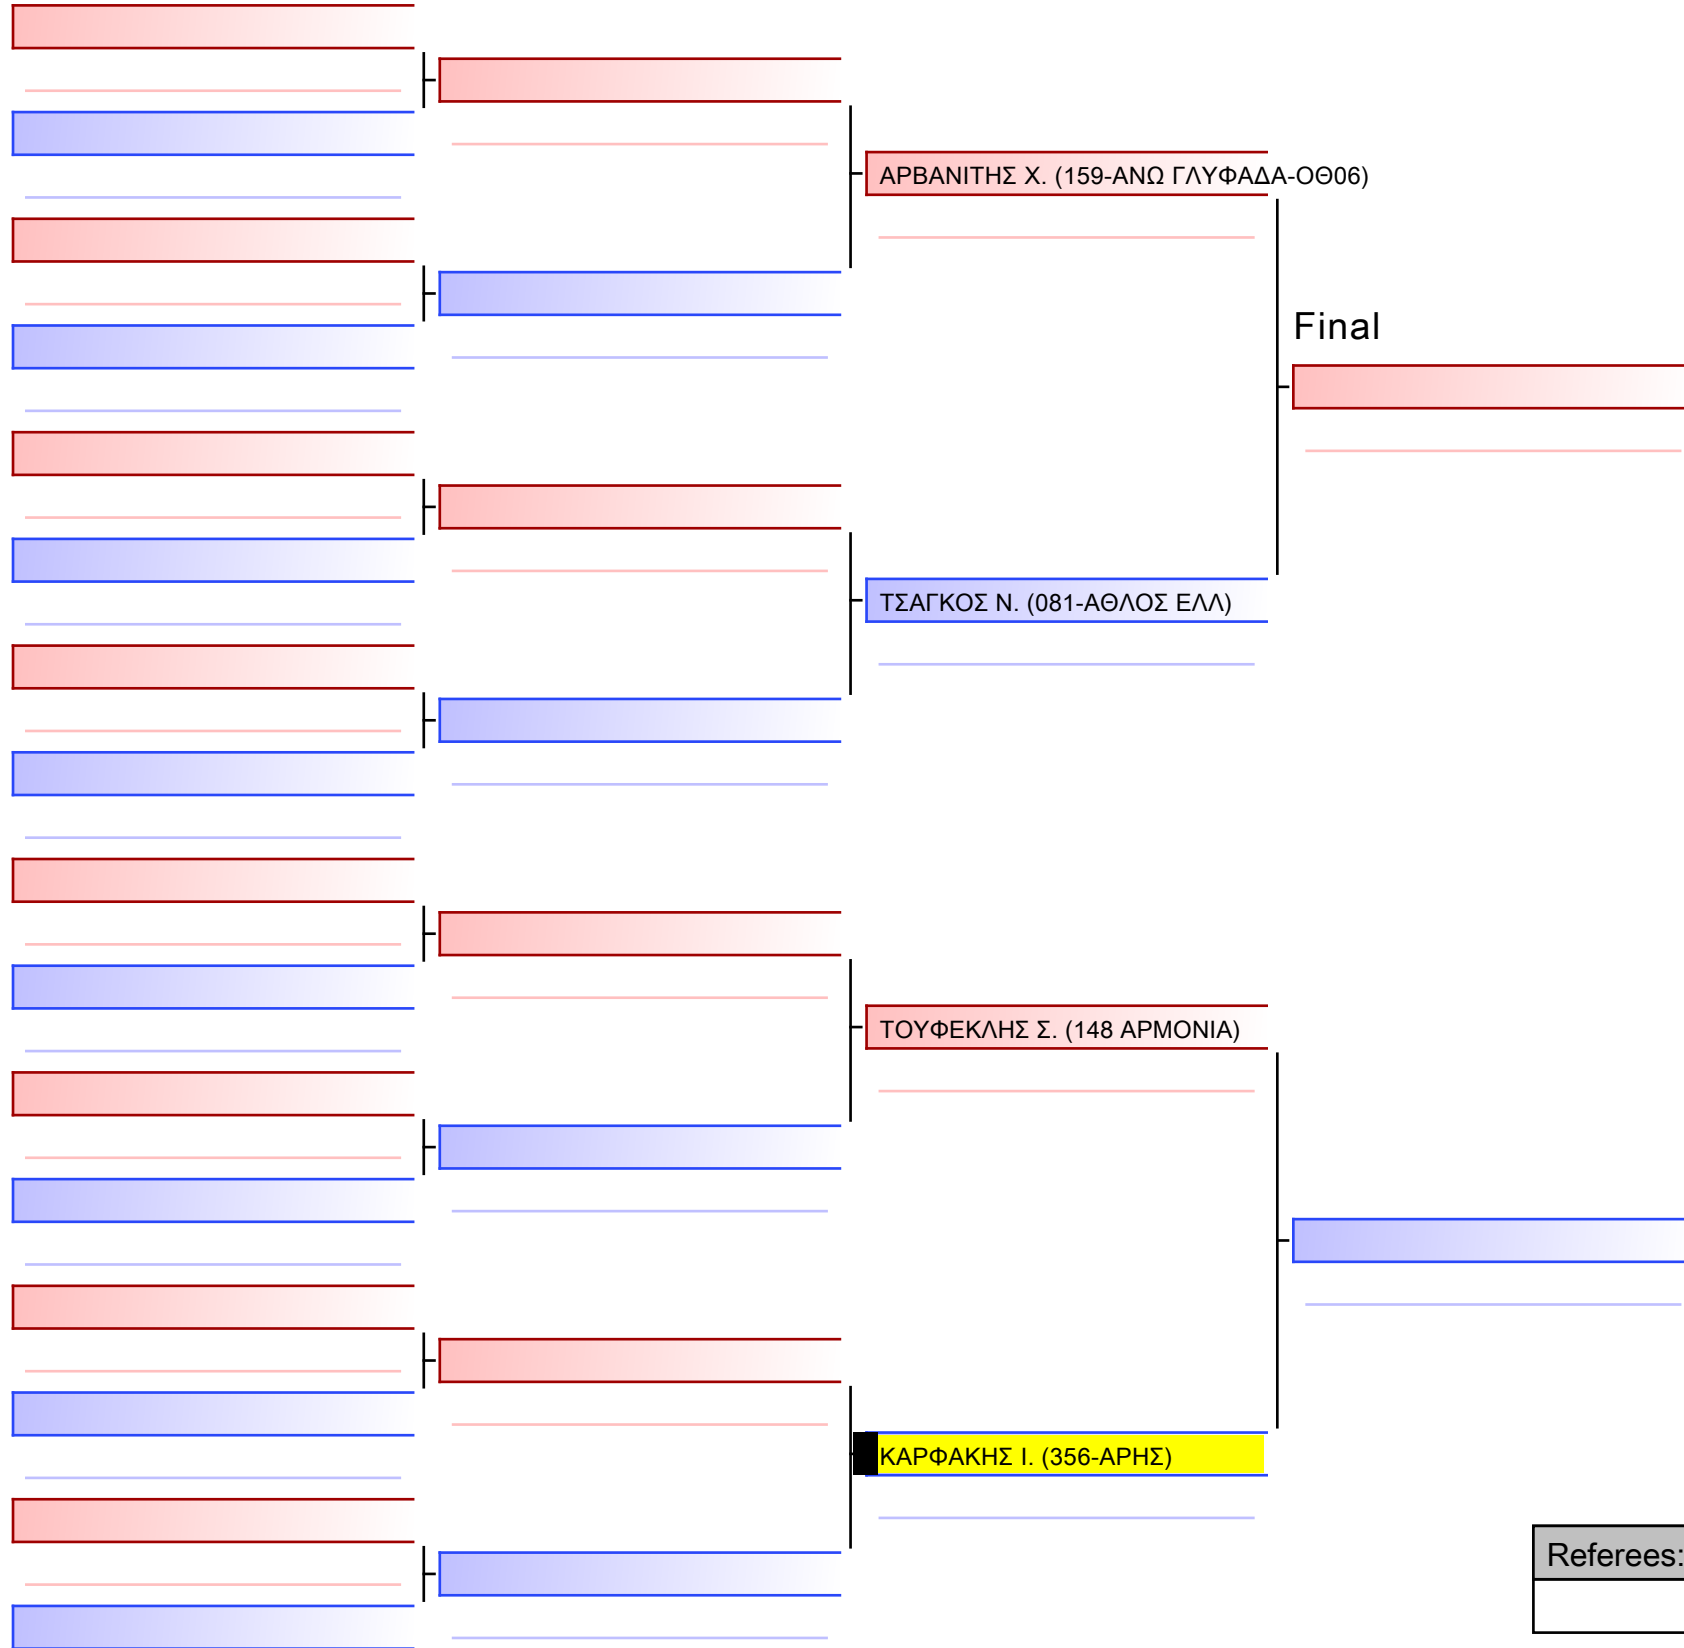 ΑΡΒΑΝΙΤΗΣ Χ. (159-ΑΝΩ ΓΛΥΦΑΔΑ-ΟΘ06)
Final
ΤΣΑΓΚΟΣ Ν. (081-ΑΘΛΟΣ ΕΛΛ)
ΤΟΥΦΕΚΛΗΣ Σ. (148 ΑΡΜΟΝΙΑ)
ΚΑΡΦΑΚΗΣ Ι. (356-ΑΡΗΣ)
Referees: